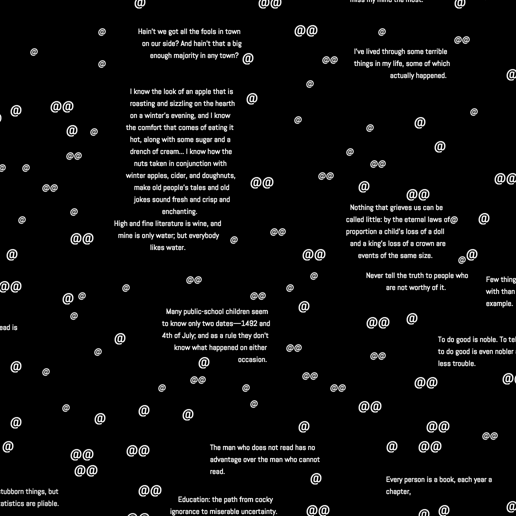 miss my mind the most.
Hain't we got all the fools in town
on our side? And hain't that a big
enough majority in any town?
I've lived through some terrible
things in my life, some of which
actually happened.
I know the look of an apple that is
roasting and sizzling on the hearth
on a winter's evening, and I know
the comfort that comes of eating it
hot, along with some sugar and a
drench of cream... I know how the
nuts taken in conjunction with
winter apples, cider, and doughnuts,
make old people's tales and old
jokes sound fresh and crisp and
enchanting.
High and fine literature is wine, and
mine is only water; but everybody
likes water.
Nothing that grieves us can be
called little: by the eternal laws of
proportion a child's loss of a doll
and a king's loss of a crown are
events of the same size.
Never tell the truth to people who
are not worthy of it.
Few thing
with than
example.
Many public-school children seem
to know only two dates—1492 and
4th of July; and as a rule they don't
know what happened on either
occasion.
ead is
To do good is noble. To tel
to do good is even nobler
less trouble.
The man who does not read has no
advantage over the man who cannot
read.
Every person is a book, each year a
chapter,
tubborn things, but
tatistics are pliable.
Education: the path from cocky
ignorance to miserable uncertainty.